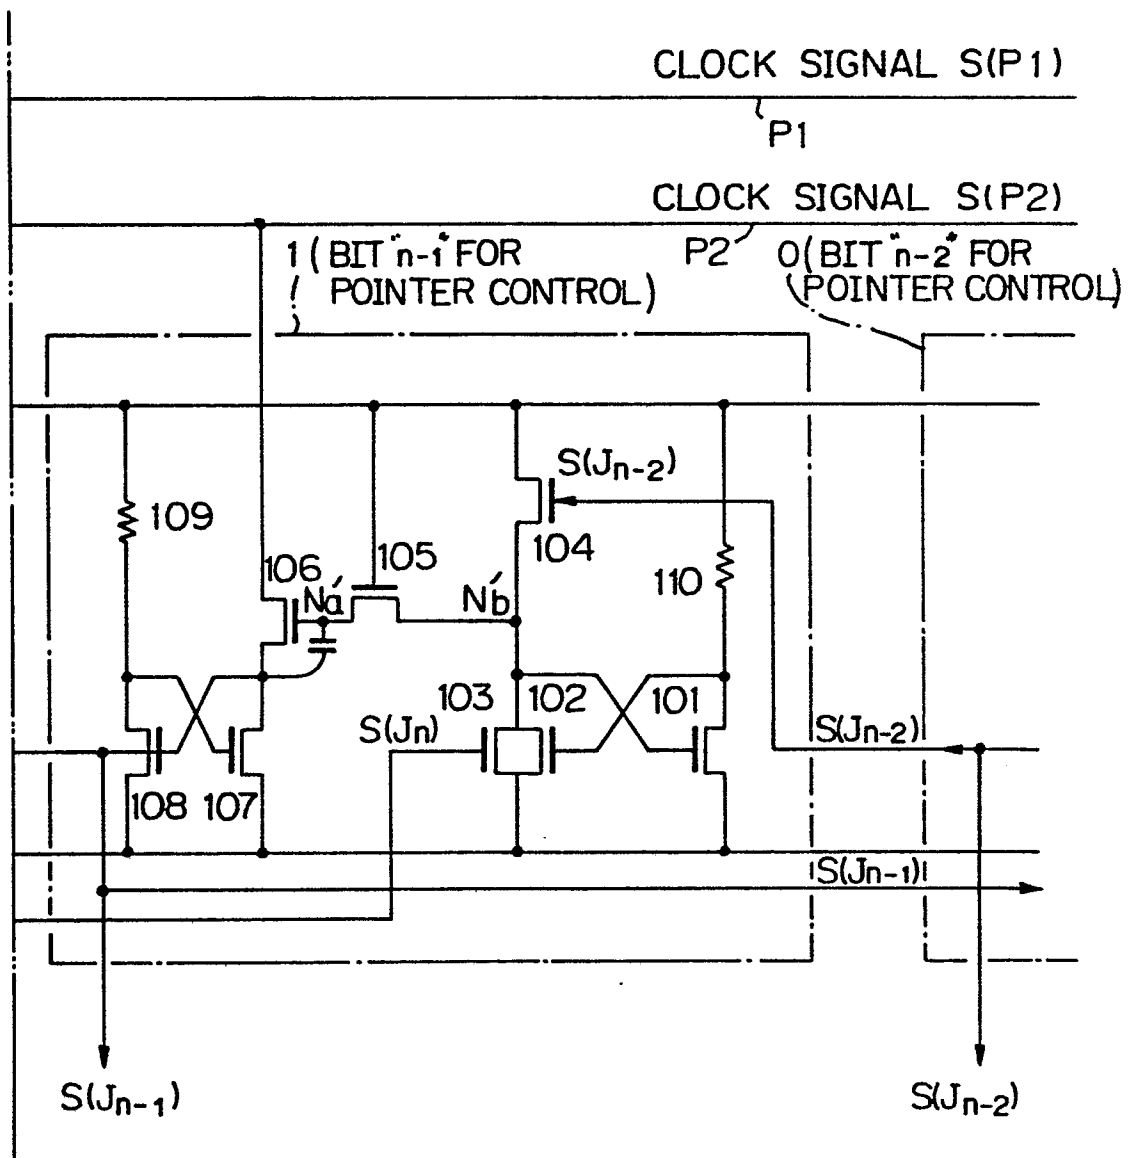 CLOCK SIGNAL S(P1)
P1
CLOCK SIGNAL S(P2)
P2
1 ( BIT "n-1" FOR
POINTER CONTROL )
0 ( BIT "n-2" FOR
POINTER CONTROL )
S(Jn-2)
109
104
105
106
Na'
Nb'
110
103
102
101
S(Jn)
S(Jn-2)
108
107
S(Jn-1)
S(Jn-1)
S(Jn-2)